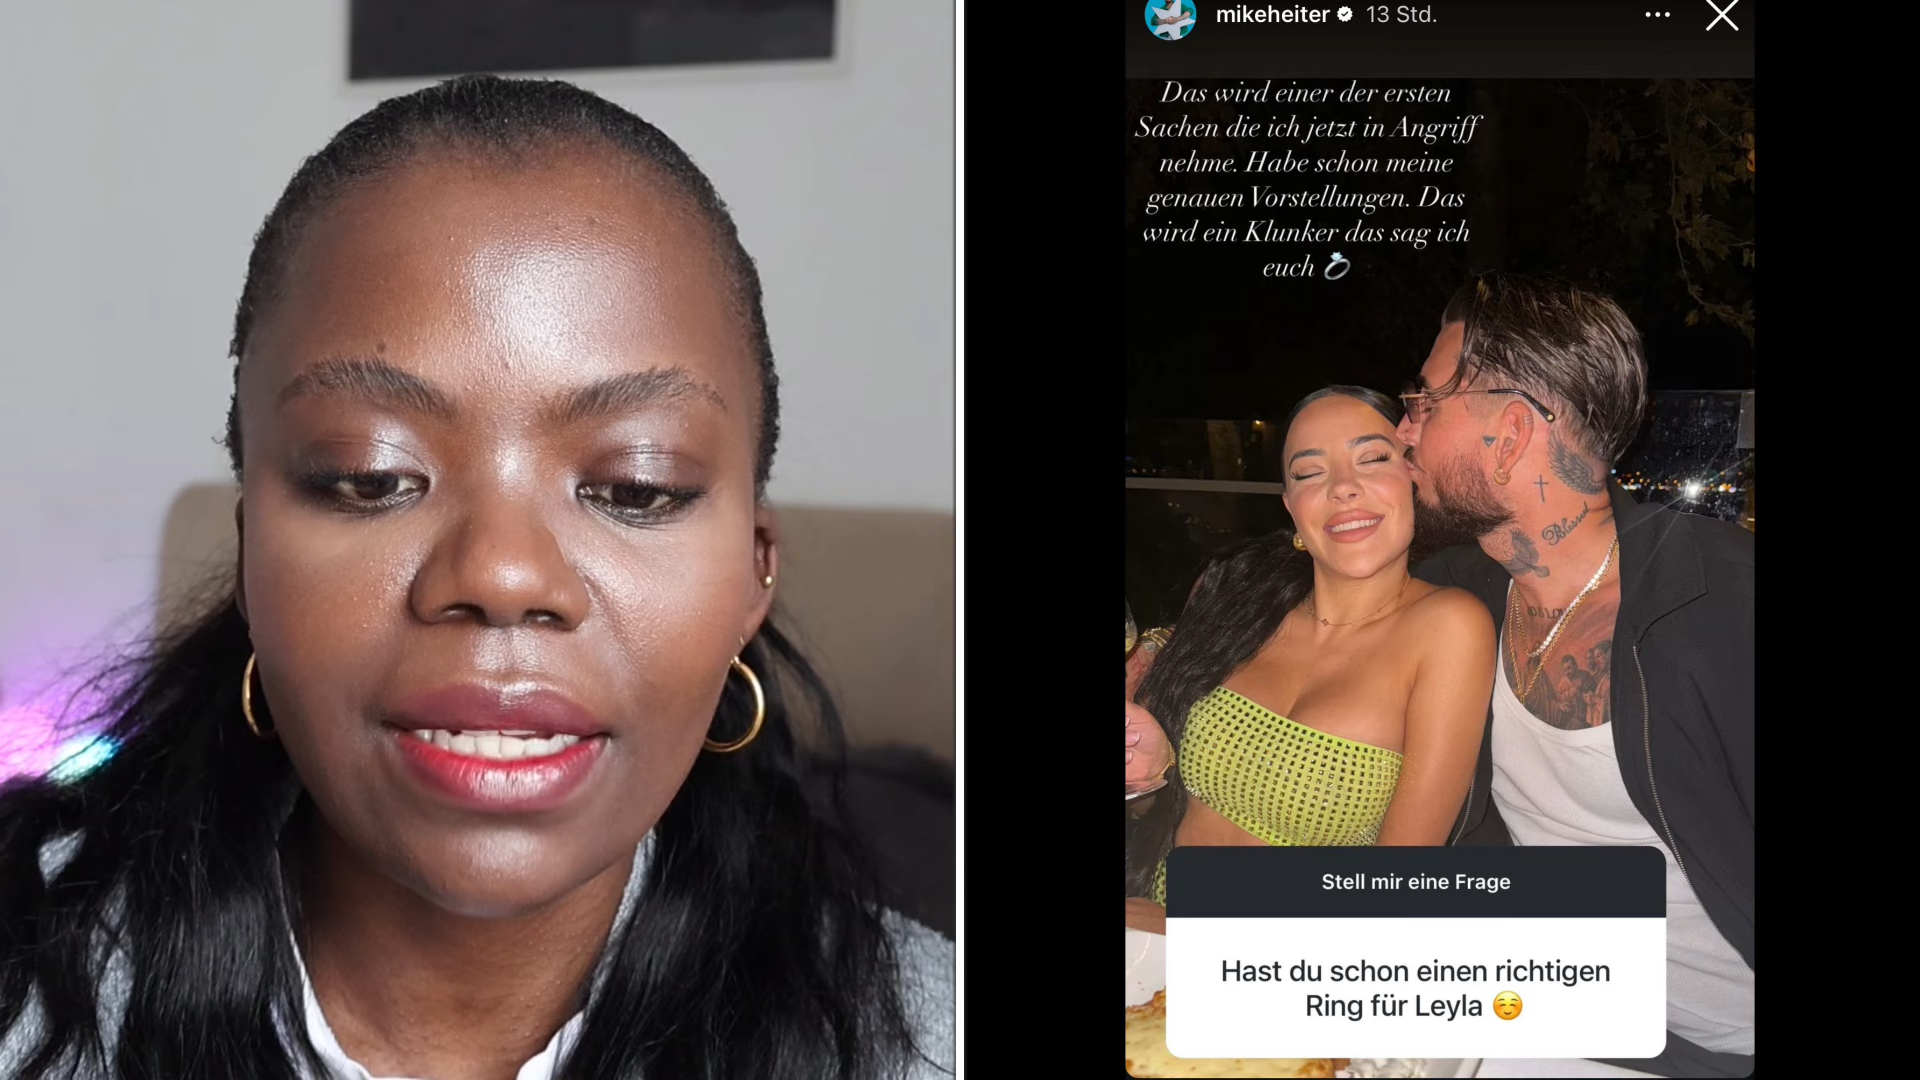 mikeheiter 13 Std.
Das wird einer der ersten
Sachen die ich jetzt in Angriff
nehme. Habe schon meine
genauen Vorstellungen. Das
wird ein Klunker das sag ich
euch 💍
Blessed
Stell mir eine Frage
Hast du schon einen richtigen
Ring für Leyla ☺️